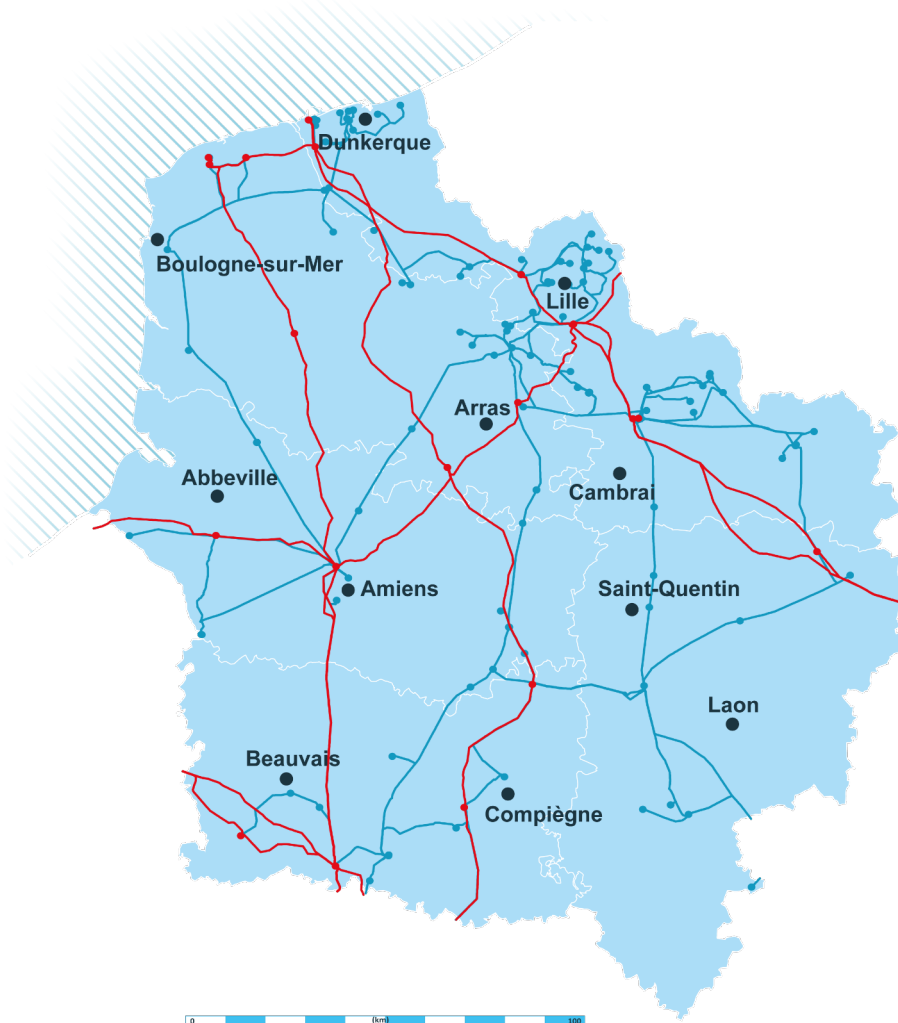 Dunkerque
Boulogne-sur-Mer
Lille
Arras
Abbeville
Cambrai
Amiens
Saint-Quentin
Laon
Beauvais
Compiègne
0 (km) 100